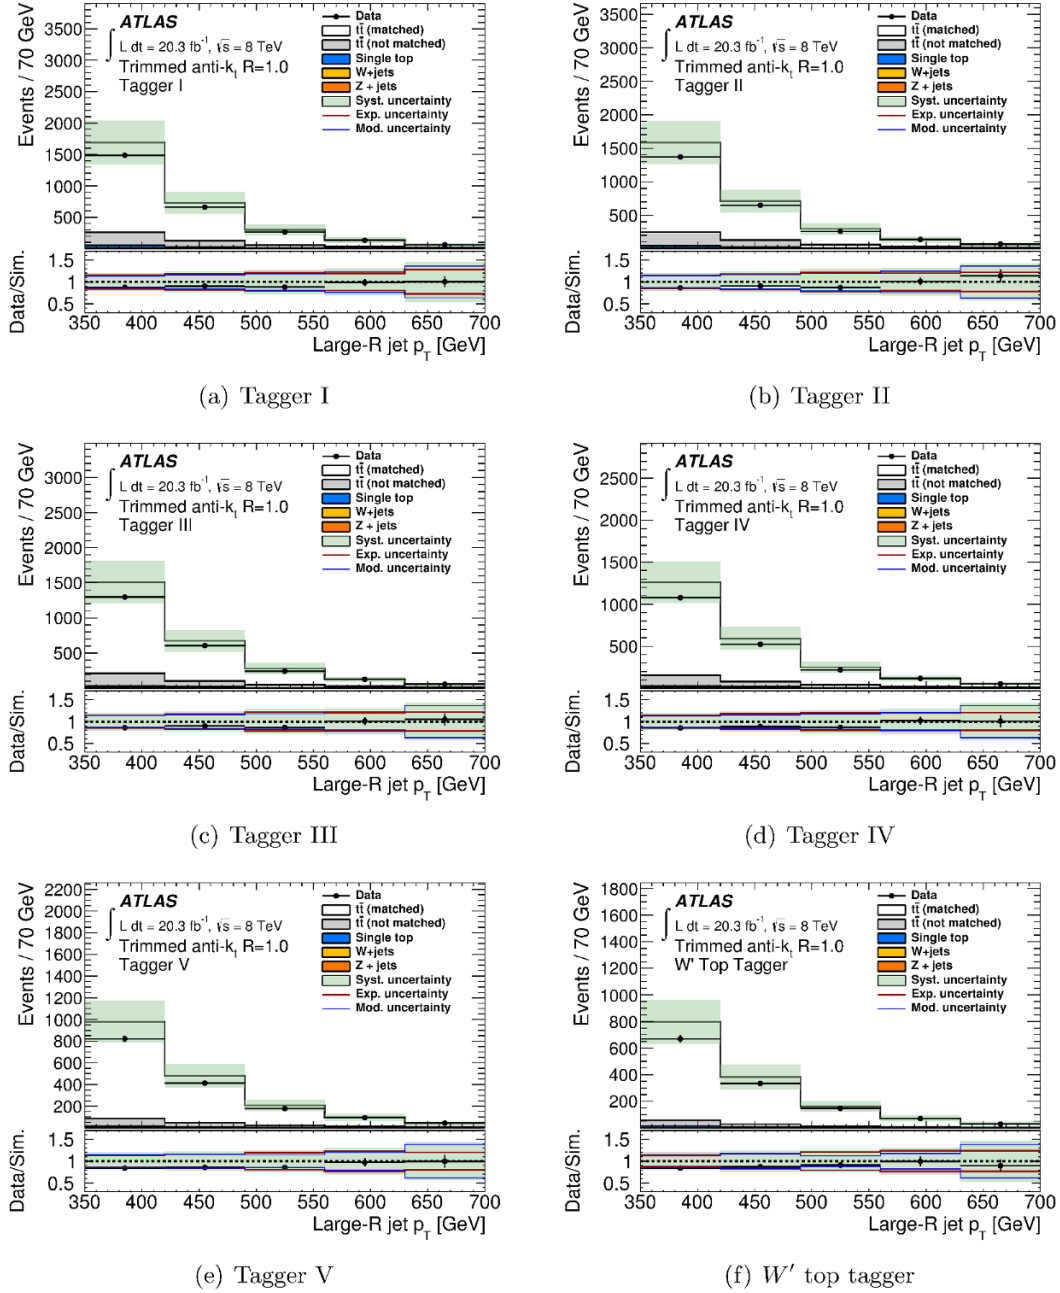 ATLAS
∫ L dt = 20.3 fb⁻¹, √s = 8 TeV
Trimmed anti-kₜ R=1.0
Tagger I
Data
tt̄ (matched)
tt̄ (not matched)
Single top
W+jets
Z + jets
Syst. uncertainty
Exp. uncertainty
Mod. uncertainty
Events / 70 GeV
3500
3000
2500
2000
1500
1000
500
Data/Sim.
1.5
1
0.5
350 400 450 500 550 600 650 700
Large-R jet p_T [GeV]
(a) Tagger I
ATLAS
∫ L dt = 20.3 fb⁻¹, √s = 8 TeV
Trimmed anti-kₜ R=1.0
Tagger II
Data
tt̄ (matched)
tt̄ (not matched)
Single top
W+jets
Z + jets
Syst. uncertainty
Exp. uncertainty
Mod. uncertainty
Events / 70 GeV
3500
3000
2500
2000
1500
1000
500
Data/Sim.
1.5
1
0.5
350 400 450 500 550 600 650 700
Large-R jet p_T [GeV]
(b) Tagger II
ATLAS
∫ L dt = 20.3 fb⁻¹, √s = 8 TeV
Trimmed anti-kₜ R=1.0
Tagger III
Data
tt̄ (matched)
tt̄ (not matched)
Single top
W+jets
Z + jets
Syst. uncertainty
Exp. uncertainty
Mod. uncertainty
Events / 70 GeV
3000
2500
2000
1500
1000
500
Data/Sim.
1.5
1
0.5
350 400 450 500 550 600 650 700
Large-R jet p_T [GeV]
(c) Tagger III
ATLAS
∫ L dt = 20.3 fb⁻¹, √s = 8 TeV
Trimmed anti-kₜ R=1.0
Tagger IV
Data
tt̄ (matched)
tt̄ (not matched)
Single top
W+jets
Z + jets
Syst. uncertainty
Exp. uncertainty
Mod. uncertainty
Events / 70 GeV
2500
2000
1500
1000
500
Data/Sim.
1.5
1
0.5
350 400 450 500 550 600 650 700
Large-R jet p_T [GeV]
(d) Tagger IV
ATLAS
∫ L dt = 20.3 fb⁻¹, √s = 8 TeV
Trimmed anti-kₜ R=1.0
Tagger V
Data
tt̄ (matched)
tt̄ (not matched)
Single top
W+jets
Z + jets
Syst. uncertainty
Exp. uncertainty
Mod. uncertainty
Events / 70 GeV
2200
2000
1800
1600
1400
1200
1000
800
600
400
200
Data/Sim.
1.5
1
0.5
350 400 450 500 550 600 650 700
Large-R jet p_T [GeV]
(e) Tagger V
ATLAS
∫ L dt = 20.3 fb⁻¹, √s = 8 TeV
Trimmed anti-kₜ R=1.0
W' Top Tagger
Data
tt̄ (matched)
tt̄ (not matched)
Single top
W+jets
Z + jets
Syst. uncertainty
Exp. uncertainty
Mod. uncertainty
Events / 70 GeV
1800
1600
1400
1200
1000
800
600
400
200
Data/Sim.
1.5
1
0.5
350 400 450 500 550 600 650 700
Large-R jet p_T [GeV]
(f) W′ top tagger